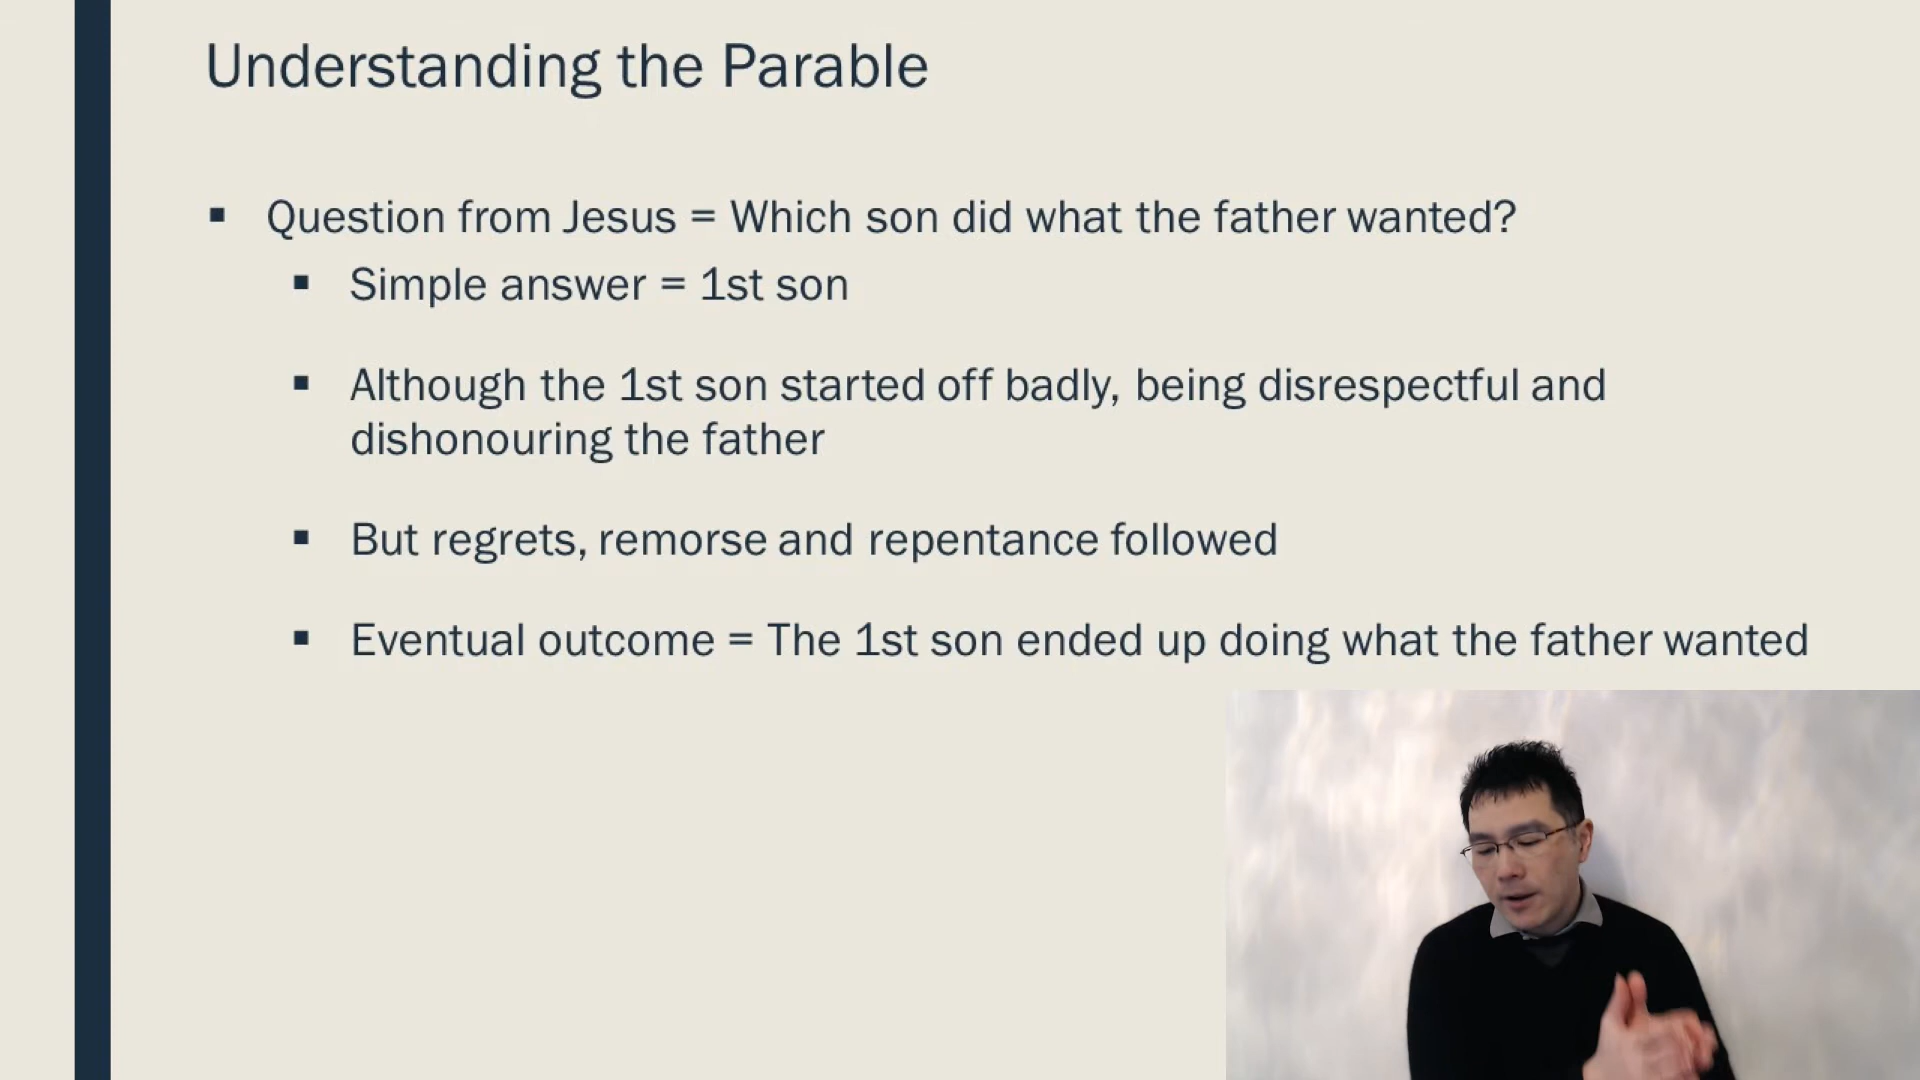 Understanding the Parable
▪ Question from Jesus = Which son did what the father wanted?
▪ Simple answer = 1st son
▪ Although the 1st son started off badly, being disrespectful and
dishonouring the father
▪ But regrets, remorse and repentance followed
▪ Eventual outcome = The 1st son ended up doing what the father wanted